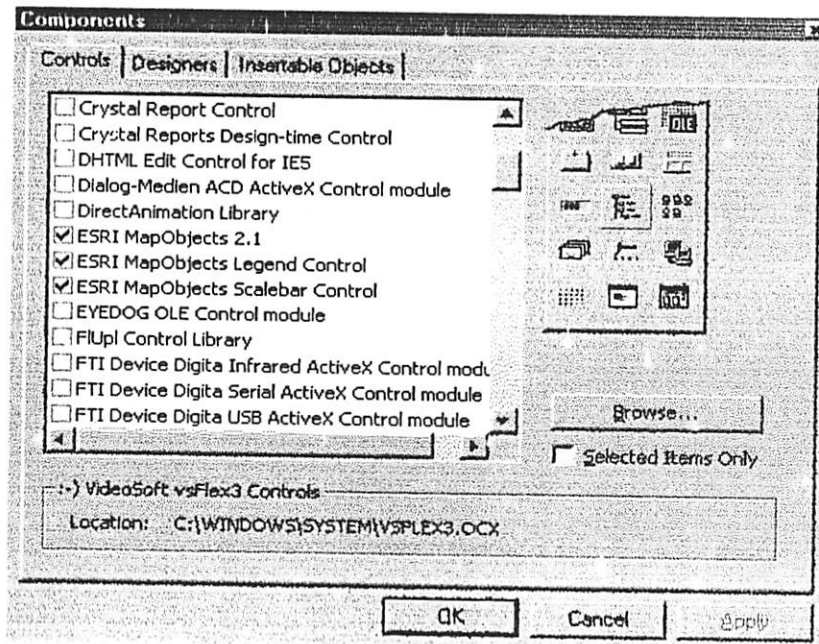 Components
Controls
Designers
Insertable Objects
Crystal Report Control
Crystal Reports Design-time Control
DHTML Edit Control for IE5
Dialog-Medien ACD ActiveX Control module
DirectAnimation Library
ESRI MapObjects 2.1
ESRI MapObjects Legend Control
ESRI MapObjects Scalebar Control
EYEDOG OLE Control module
FlUpl Control Library
FTI Device Digita Infrared ActiveX Control modu
FTI Device Digita Serial ActiveX Control module
FTI Device Digita USB ActiveX Control module
OLE
Browse...
Selected Items Only
:-) VideoSoft vsFlex3 Controls
Location: C:\WINDOWS\SYSTEM\VSFLEX3.OCX
OK
Cancel
Apply